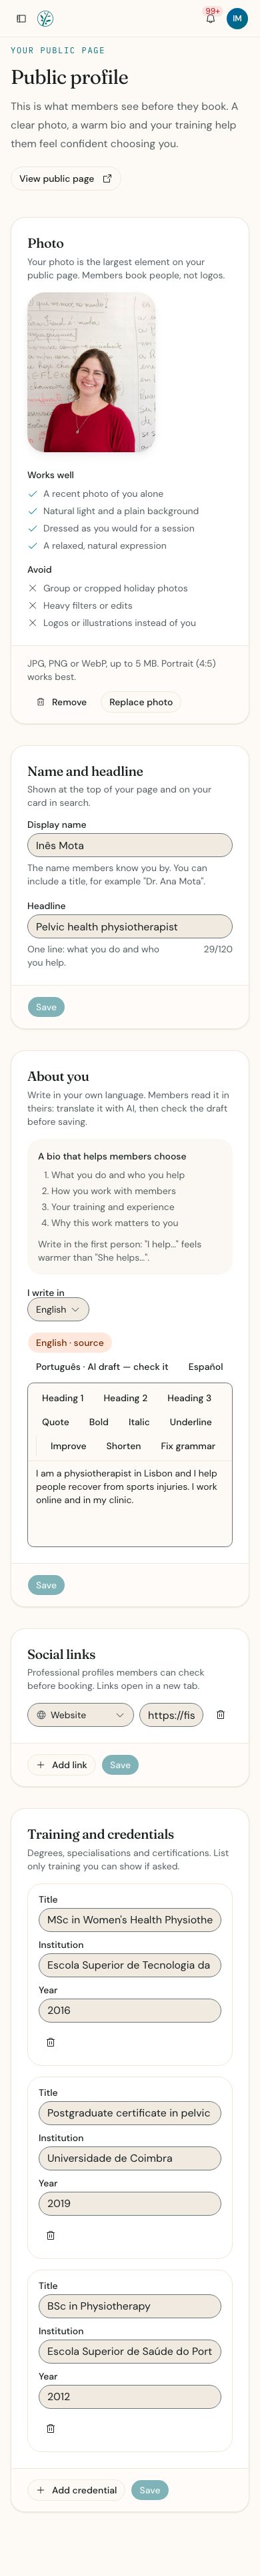 99+
IM
YOUR PUBLIC PAGE
Public profile
This is what members see before they book. A
clear photo, a warm bio and your training help
them feel confident choosing you.
View public page
Photo
Your photo is the largest element on your
public page. Members book people, not logos.
Works well
A recent photo of you alone
Natural light and a plain background
Dressed as you would for a session
A relaxed, natural expression
Avoid
Group or cropped holiday photos
Heavy filters or edits
Logos or illustrations instead of you
JPG, PNG or WebP, up to 5 MB. Portrait (4:5)
works best.
Remove
Replace photo
Name and headline
Shown at the top of your page and on your
card in search.
Display name
Inês Mota
The name members know you by. You can
include a title, for example "Dr. Ana Mota".
Headline
Pelvic health physiotherapist
One line: what you do and who
you help.
29/120
Save
About you
Write in your own language. Members read it in
theirs: translate it with AI, then check the draft
before saving.
A bio that helps members choose
1. What you do and who you help
2. How you work with members
3. Your training and experience
4. Why this work matters to you
Write in the first person: "I help..." feels
warmer than "She helps...".
I write in
English
English · source
Português · AI draft — check it
Español
Heading 1
Heading 2
Heading 3
Quote
Bold
Italic
Underline
Improve
Shorten
Fix grammar
I am a physiotherapist in Lisbon and I help
people recover from sports injuries. I work
online and in my clinic.
Save
Social links
Professional profiles members can check
before booking. Links open in a new tab.
Website
https://fis
Add link
Save
Training and credentials
Degrees, specialisations and certifications. List
only training you can show if asked.
Title
MSc in Women's Health Physiothe
Institution
Escola Superior de Tecnologia da
Year
2016
Title
Postgraduate certificate in pelvic
Institution
Universidade de Coimbra
Year
2019
Title
BSc in Physiotherapy
Institution
Escola Superior de Saúde do Port
Year
2012
Add credential
Save